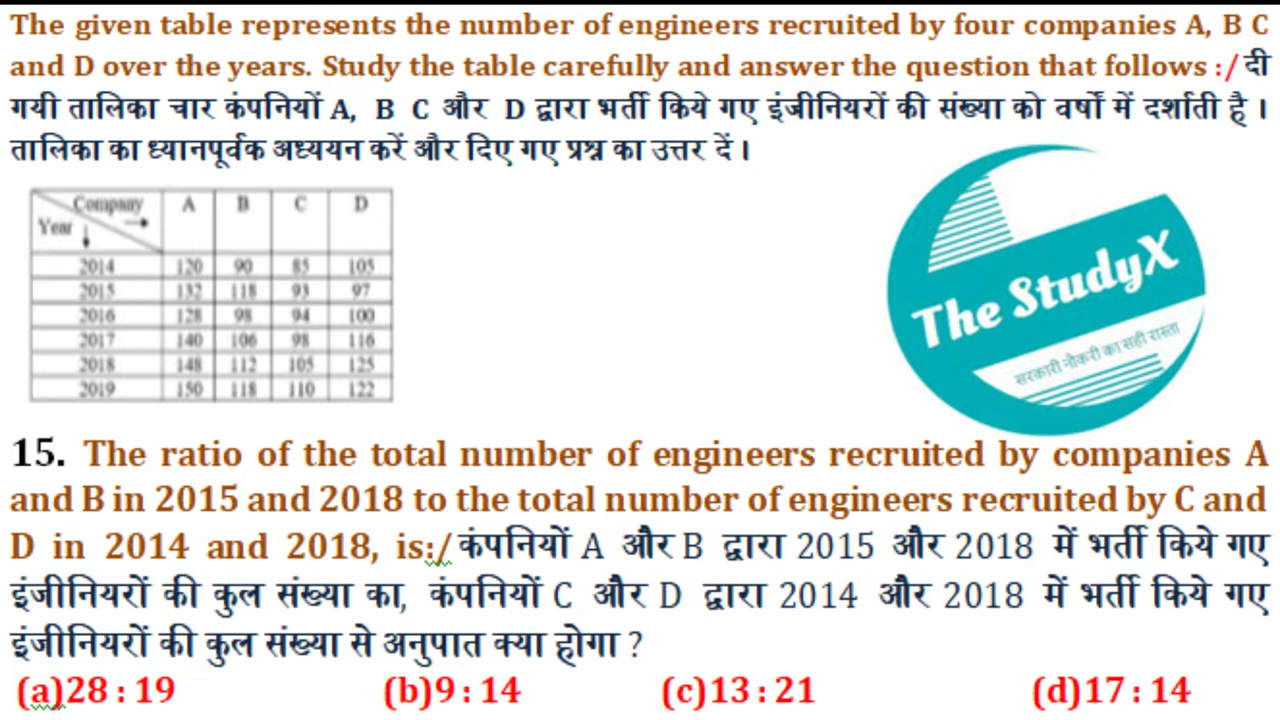 The given table represents the number of engineers recruited by four companies A, B C
and D over the years. Study the table carefully and answer the question that follows :/ दी
गयी तालिका चार कंपनियों A, B C और D द्वारा भर्ती किये गए इंजीनियरों की संख्या को वर्षों में दर्शाती है ।
तालिका का ध्यानपूर्वक अध्ययन करें और दिए गए प्रश्न का उत्तर दें ।
Company A B C D
Year
2014 120 90 85 105
2015 132 118 93 97
2016 128 98 94 100
2017 140 106 98 116
2018 148 112 105 125
2019 150 118 110 122
The StudyX
सरकारी नौकरी का सही रास्ता
15. The ratio of the total number of engineers recruited by companies A
and B in 2015 and 2018 to the total number of engineers recruited by C and
D in 2014 and 2018, is:/ कंपनियों A और B द्वारा 2015 और 2018 में भर्ती किये गए
इंजीनियरों की कुल संख्या का, कंपनियों C और D द्वारा 2014 और 2018 में भर्ती किये गए
इंजीनियरों की कुल संख्या से अनुपात क्या होगा ?
(a)28 : 19 (b)9 : 14 (c)13 : 21 (d)17 : 14